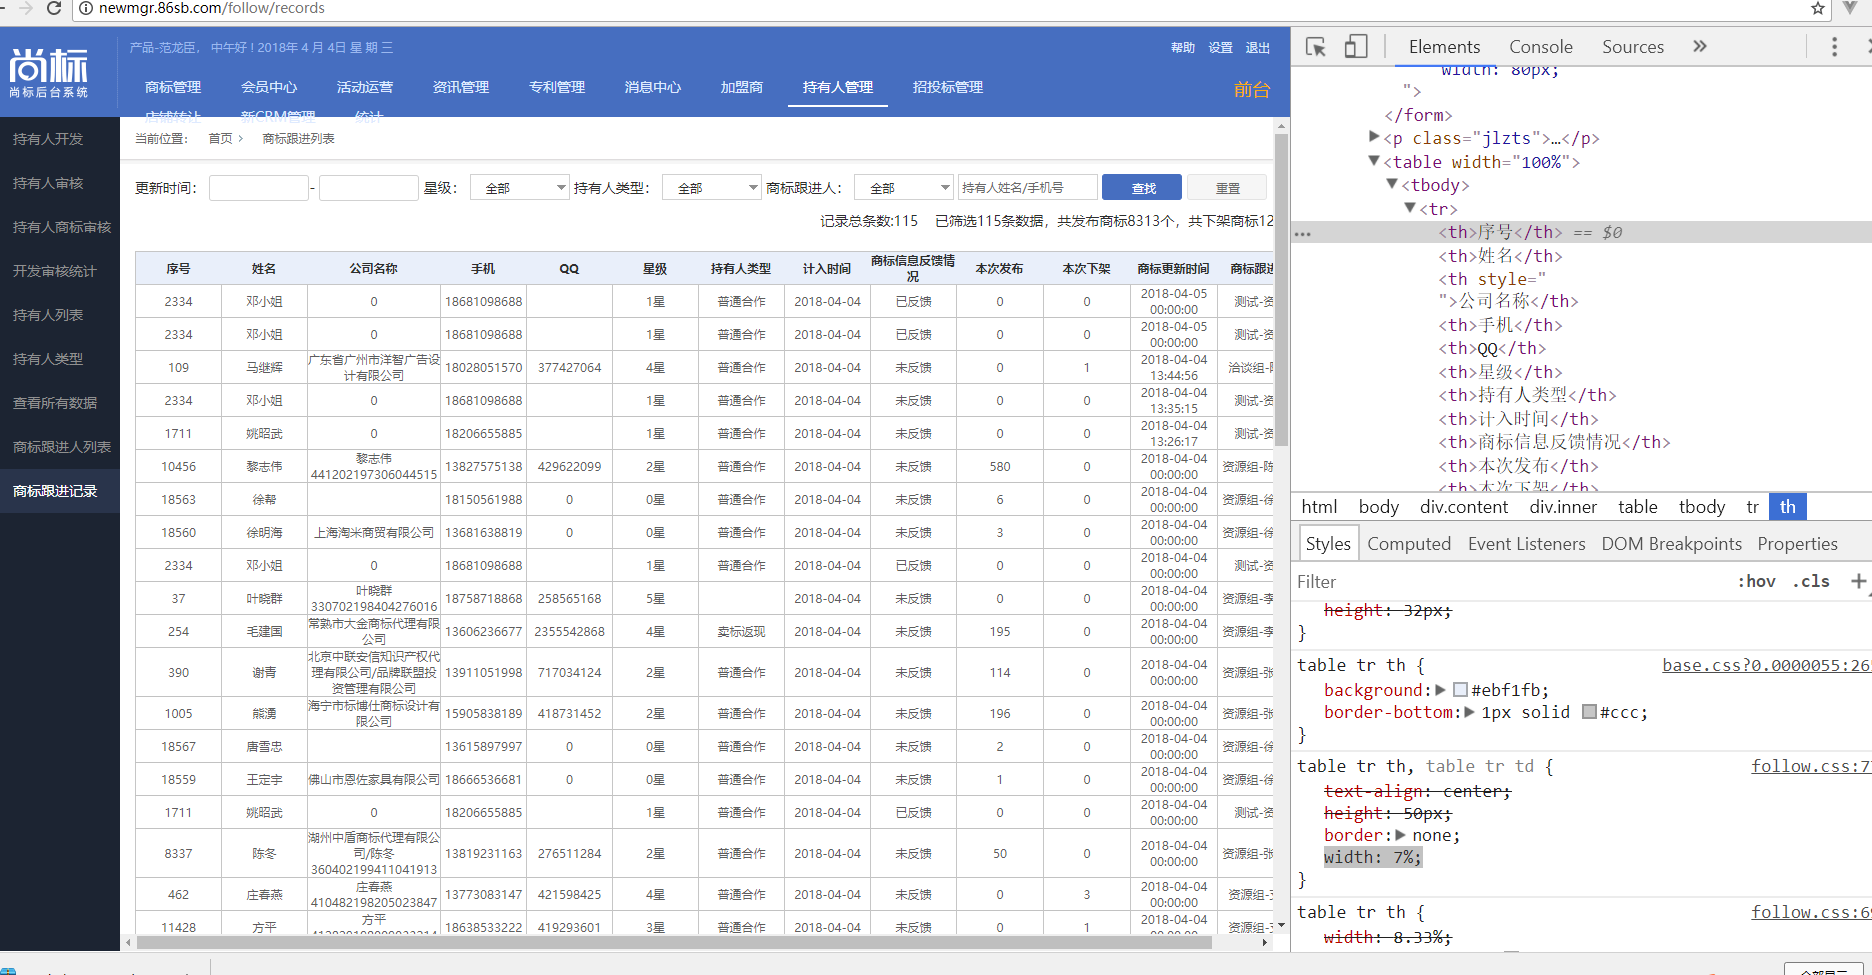 newmgr.86sb.com/follow/records
尚标
尚标后台系统
产品-范龙臣， 中午好 ! 2018年 4 月 4日 星 期 三
帮助 设置 退出
商标管理 会员中心 活动运营 资讯管理 专利管理 消息中心 加盟商 持有人管理 招投标管理
前台
店铺转让 新CRM管理 统计
持有人开发
持有人审核
持有人商标审核
开发审核统计
持有人列表
持有人类型
查看所有数据
商标跟进人列表
商标跟进记录
当前位置： 首页 > 商标跟进列表
更新时间： - 星级： 全部 持有人类型： 全部 商标跟进人： 全部 持有人姓名/手机号 查找 重置
记录总条数:115 已筛选115条数据，共发布商标8313个，共下架商标12
序号 姓名 公司名称 手机 QQ 星级 持有人类型 计入时间 商标信息反馈情况 本次发布 本次下架 商标更新时间 商标跟进
2334 邓小姐 0 18681098688 1星 普通合作 2018-04-04 已反馈 0 0 2018-04-05 00:00:00 测试-资
2334 邓小姐 0 18681098688 1星 普通合作 2018-04-04 已反馈 0 0 2018-04-05 00:00:00 测试-资
109 马继辉 广东省广州市洋智广告设计有限公司 18028051570 377427064 4星 普通合作 2018-04-04 未反馈 0 1 2018-04-04 13:44:56 洽谈组-
2334 邓小姐 0 18681098688 1星 普通合作 2018-04-04 未反馈 0 0 2018-04-04 13:35:15 测试-资
1711 姚昭武 0 18206655885 1星 普通合作 2018-04-04 未反馈 0 0 2018-04-04 13:26:17 测试-资
10456 黎志伟 黎志伟 441202197306044515 13827575138 429622099 2星 普通合作 2018-04-04 未反馈 580 0 2018-04-04 00:00:00 资源组-陈
18563 徐帮 18150561988 0 0星 普通合作 2018-04-04 未反馈 6 0 2018-04-04 00:00:00 资源组-徐
18560 徐明海 上海淘米商贸有限公司 13681638819 0 0星 普通合作 2018-04-04 未反馈 3 0 2018-04-04 00:00:00 资源组-徐
2334 邓小姐 0 18681098688 1星 普通合作 2018-04-04 已反馈 0 0 2018-04-04 00:00:00 测试-资
37 叶晓群 叶晓群 330702198404276016 18758718868 258565168 5星 2018-04-04 未反馈 0 0 2018-04-04 00:00:00 资源组-李
254 毛建国 常熟市大金商标代理有限公司 13606236677 2355542868 4星 卖标返现 2018-04-04 未反馈 195 0 2018-04-04 00:00:00 资源组-李
390 谢青 北京中联安信知识产权代理有限公司/品牌联盟投资管理有限公司 13911051998 717034124 2星 普通合作 2018-04-04 未反馈 114 0 2018-04-04 00:00:00 资源组-张
1005 熊湧 海宁市标博仕商标设计有限公司 15905838189 418731452 2星 普通合作 2018-04-04 未反馈 196 0 2018-04-04 00:00:00 资源组-张
18567 唐雪忠 13615897997 0 0星 普通合作 2018-04-04 未反馈 2 0 2018-04-04 00:00:00 资源组-徐
18559 王定宇 佛山市恩佐家具有限公司 18666536681 0 0星 普通合作 2018-04-04 未反馈 1 0 2018-04-04 00:00:00 资源组-徐
1711 姚昭武 0 18206655885 1星 普通合作 2018-04-04 已反馈 0 0 2018-04-04 00:00:00 测试-资
8337 陈冬 湖州中盾商标代理有限公司/陈冬 360402199411041913 13819231163 276511284 2星 普通合作 2018-04-04 未反馈 50 0 2018-04-04 00:00:00 资源组-张
462 庄春燕 庄春燕 410482198205023847 13773083147 421598425 4星 普通合作 2018-04-04 未反馈 0 3 2018-04-04 00:00:00 资源组-
11428 方平 方平 18638533222 419293601 3星 普通合作 2018-04-04 未反馈 0 1 2018-04-04 00:00:00 资源组-
Elements Console Sources »
width: 80px;
">
</form>
<p class="jlzts">…</p>
<table width="100%">
<tbody>
<tr>
<th>序号</th> == $0
<th>姓名</th>
<th style="
">公司名称</th>
<th>手机</th>
<th>QQ</th>
<th>星级</th>
<th>持有人类型</th>
<th>计入时间</th>
<th>商标信息反馈情况</th>
<th>本次发布</th>
<th>本次下架</th>
html body div.content div.inner table tbody tr th
Styles Computed Event Listeners DOM Breakpoints Properties
Filter :hov .cls +
height: 32px;
}
table tr th { base.css?0.0000055:26
background: #ebf1fb;
border-bottom: 1px solid #ccc;
}
table tr th, table tr td { follow.css:7
text-align: center;
height: 50px;
border: none;
width: 7%;
}
table tr th { follow.css:6
width: 8.33%;
全部显示